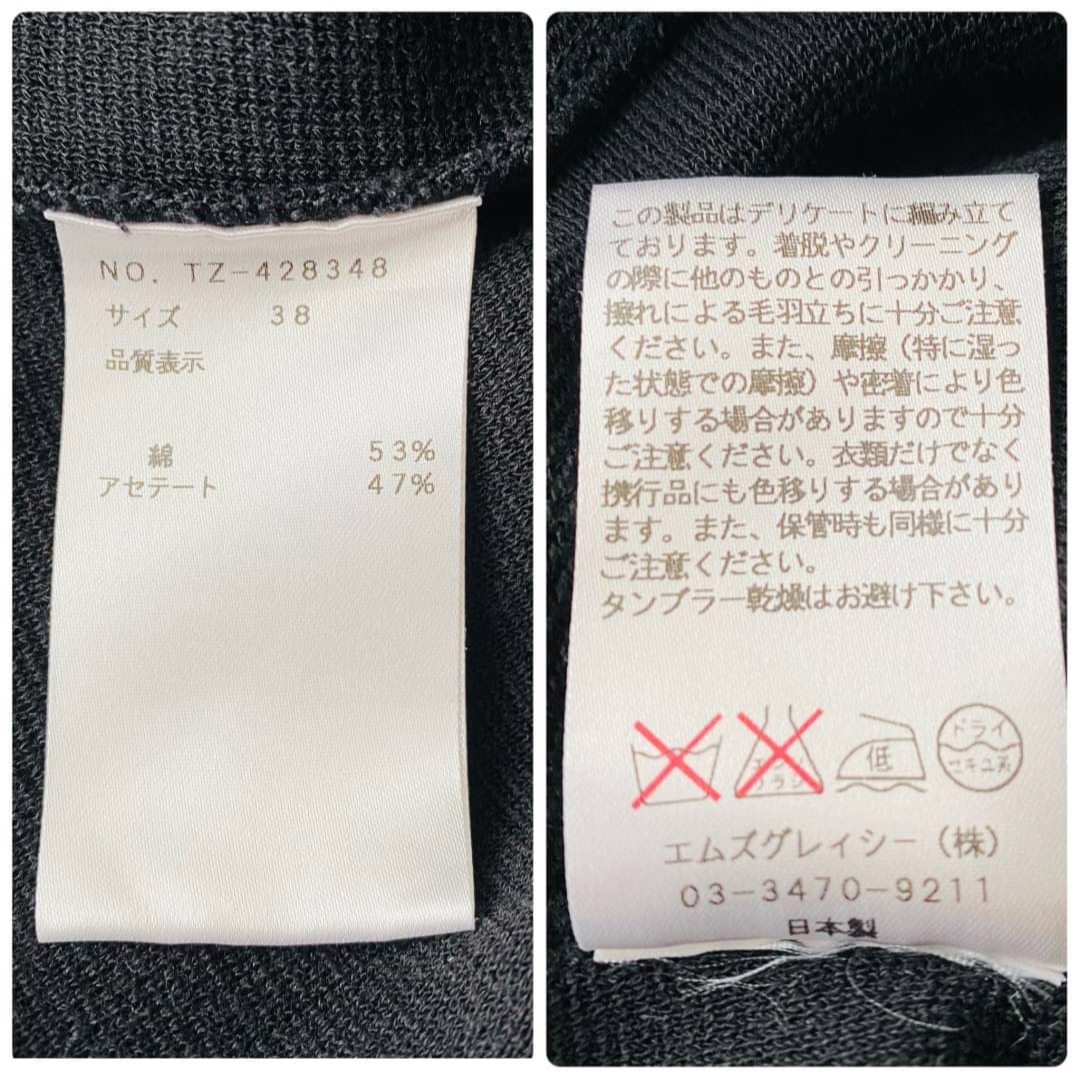 NO. TZ-428348
サイズ 38
品質表示
綿 53%
アセテート 47%
この製品はデリケートに編み立て
ております。着脱やクリーニング
の際に他のものとの引っかかり、
擦れによる毛羽立ちに十分ご注意
ください。また、摩擦(特に湿っ
た状態での摩擦)や密着により色
移りする場合がありますので十分
ご注意ください。衣類だけでなく
携行品にも色移りする場合があり
ます。また、保管時も同様に十分
ご注意ください。
タンブラー乾燥はお避け下さい。
エンソ
サラシ
低
ドライ
セキユ系
エムズグレイシー(株)
03-3470-9211
日本製